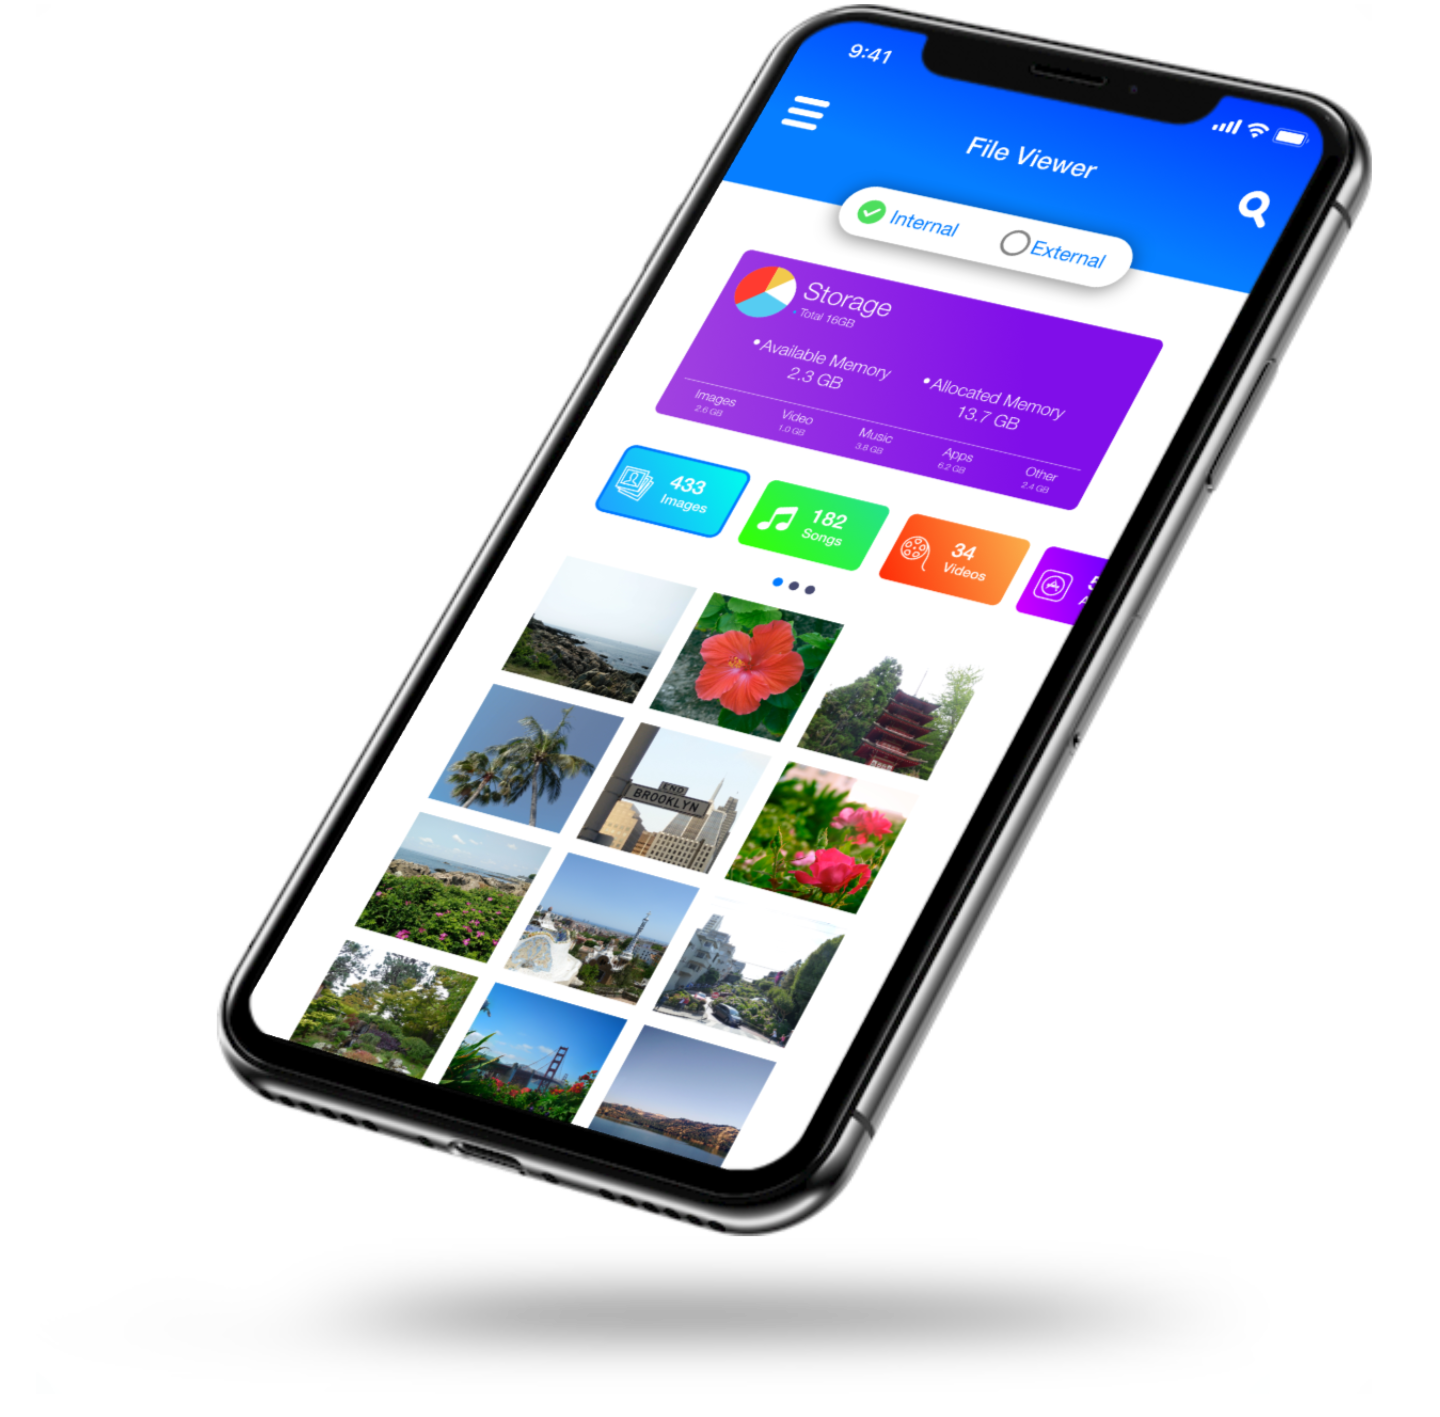 9:41
File Viewer
Internal
External
Storage
Total 16GB
Available Memory
2.3 GB
Allocated Memory
13.7 GB
Images
2.6 GB
Video
1.0 GB
Music
3.8 GB
Apps
6.2 GB
Other
2.4 GB
433
Images
182
Songs
34
Videos
END
BROOKLYN